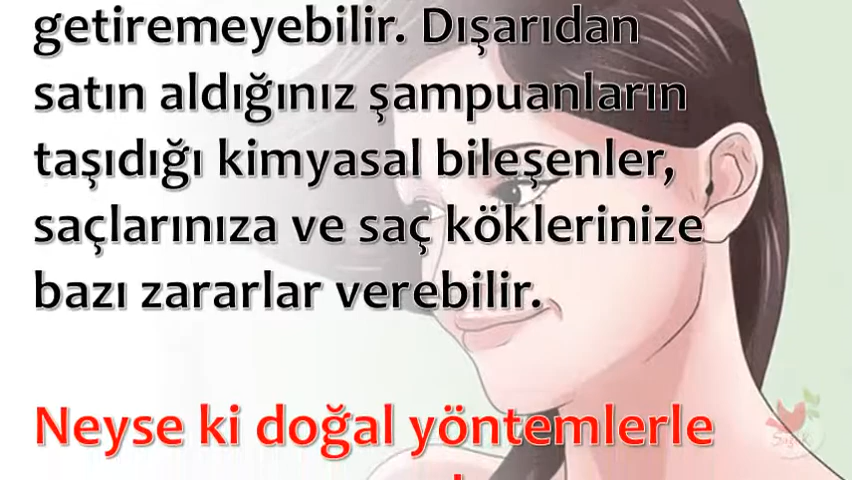 getiremeyebilir. Dışarıdan
satın aldığınız şampuanların
taşıdığı kimyasal bileşenler,
saçlarınıza ve saç köklerinize
bazı zararlar verebilir.
Neyse ki doğal yöntemlerle